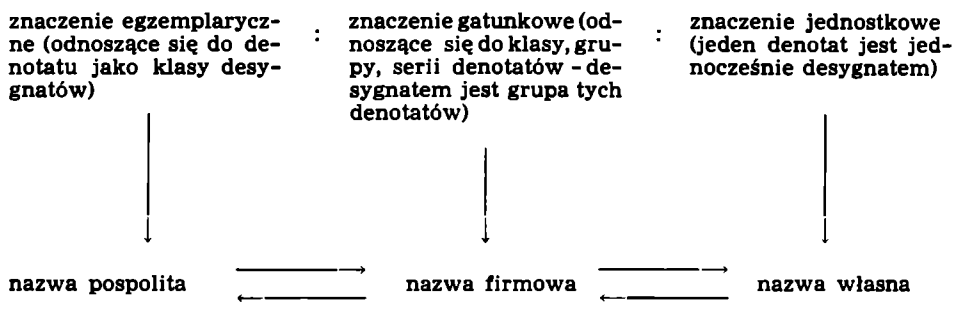 znaczenie egzemplarycz-
ne (odnoszące się do de-
notatu jako klasy desy-
gnatów)
:
znaczenie gatunkowe (od-
noszące się do klasy, gru-
py, serii denotatów - de-
sygnatem jest grupa tych
denotatów)
:
znaczenie jednostkowe
(jeden denotat jest jed-
nocześnie desygnatem)
nazwa pospolita
nazwa firmowa
nazwa własna